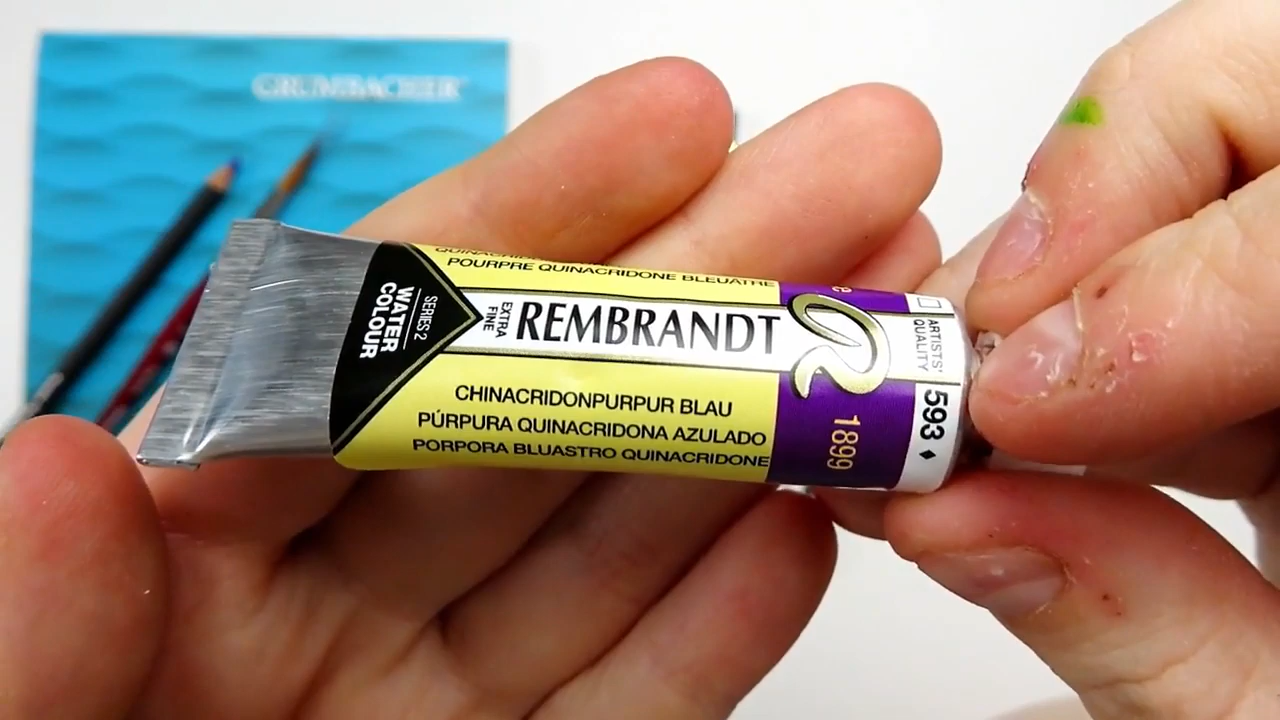 GRUMBACHER
POURPRE QUINACRIDONE BLEUATRE
SERIES 2
WATER
COLOUR
EXTRA
FINE
REMBRANDT
ARTISTS'
QUALITY
593
1899
CHINACRIDONPURPUR BLAU
PÚRPURA QUINACRIDONA AZULADO
PORPORA BLUASTRO QUINACRIDONE